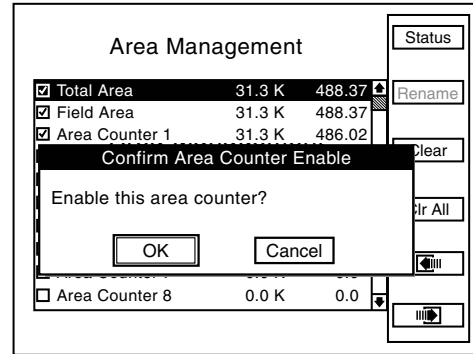 Area Management
Status
Total Area 31.3 K 488.37
Rename
Field Area 31.3 K 488.37
Area Counter 1 31.3 K 486.02
Clear
Confirm Area Counter Enable
Enable this area counter?
Clr All
OK Cancel
Area Counter 8 0.0 K 0.0